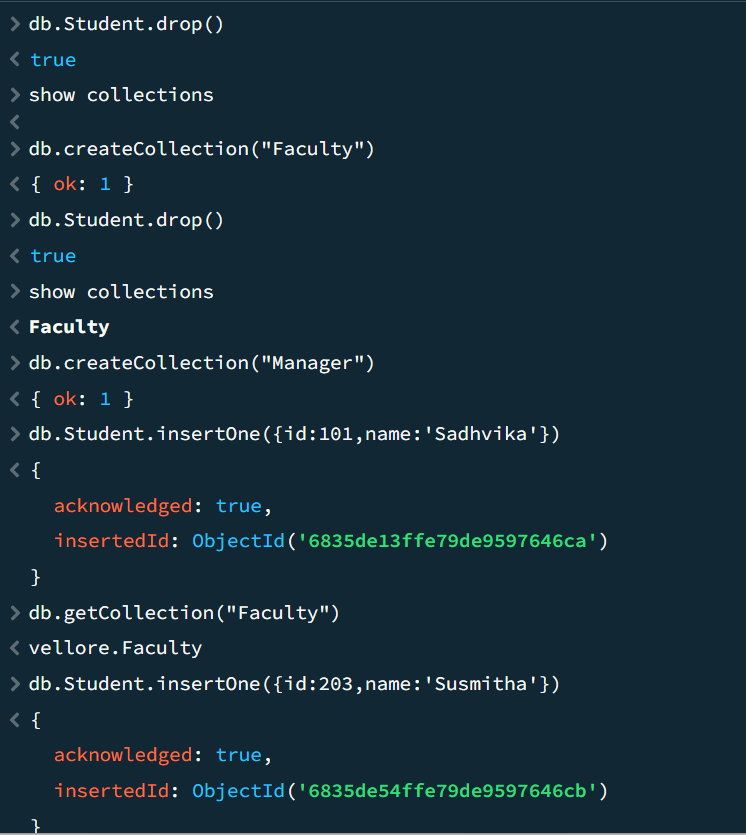 > db.Student.drop()
< true
> show collections
<
> db.createCollection("Faculty")
< { ok: 1 }
> db.Student.drop()
< true
> show collections
< Faculty
> db.createCollection("Manager")
< { ok: 1 }
> db.Student.insertOne({id:101,name:'Sadhvika'})
< {
acknowledged: true,
insertedId: ObjectId('6835de13ffe79de9597646ca')
}
> db.getCollection("Faculty")
< vellore.Faculty
> db.Student.insertOne({id:203,name:'Susmitha'})
< {
acknowledged: true,
insertedId: ObjectId('6835de54ffe79de9597646cb')
}